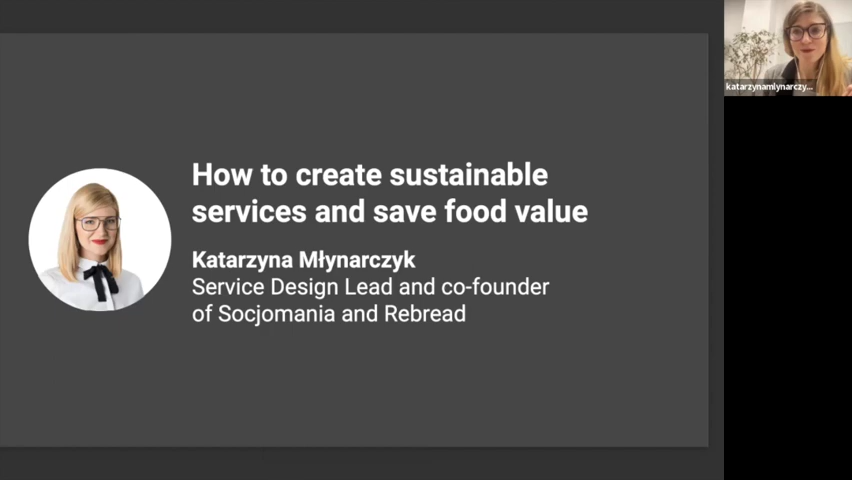 How to create sustainable
services and save food value
Katarzyna Młynarczyk
Service Design Lead and co-founder
of Socjomania and Rebread
katarzynamlynarczy...